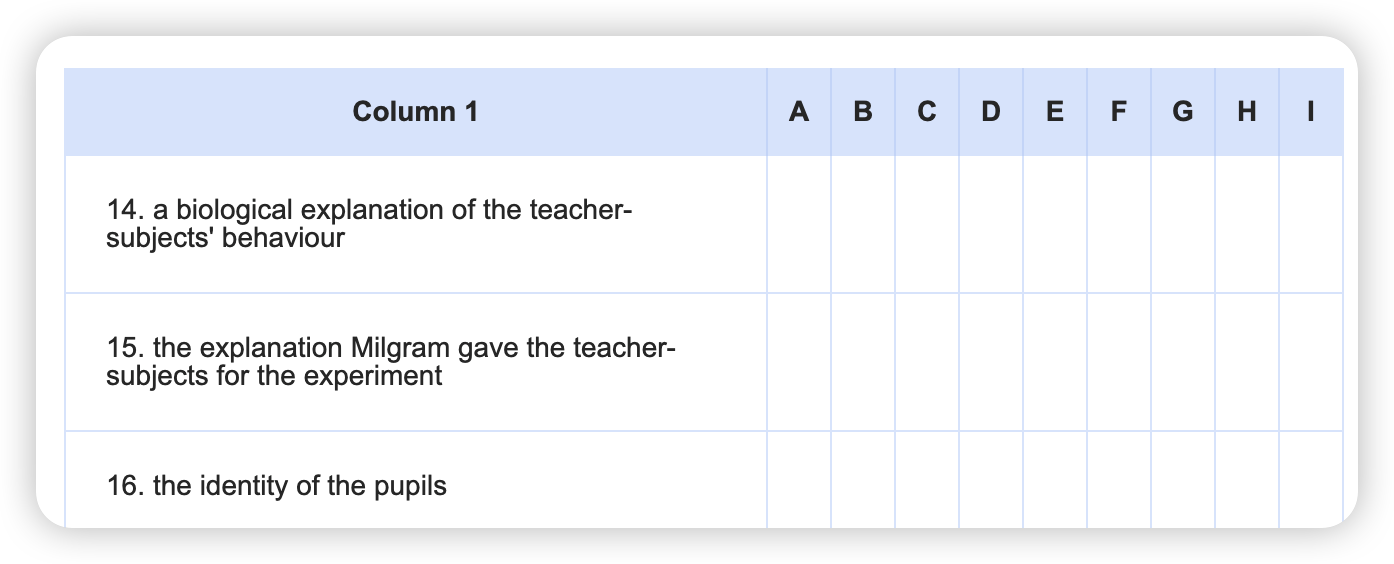 Column 1 A B C D E F G H I
14. a biological explanation of the teacher-
subjects' behaviour
15. the explanation Milgram gave the teacher-
subjects for the experiment
16. the identity of the pupils